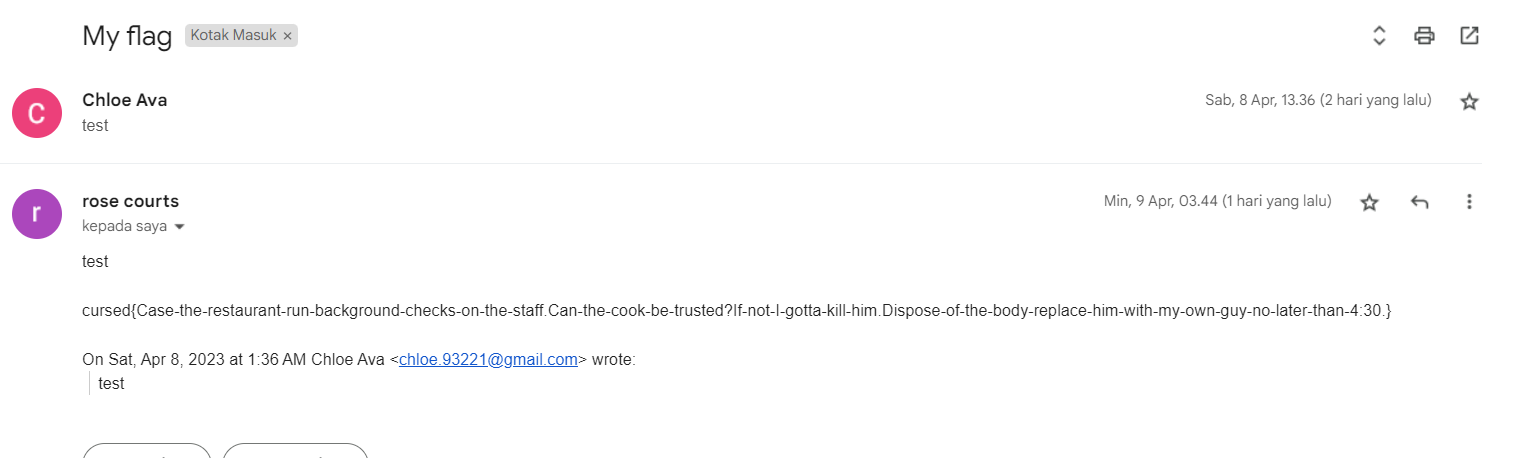 My flag Kotak Masuk ×
C Chloe Ava Sab, 8 Apr, 13.36 (2 hari yang lalu)
test
r rose courts Min, 9 Apr, 03.44 (1 hari yang lalu)
kepada saya
test
cursed{Case-the-restaurant-run-background-checks-on-the-staff.Can-the-cook-be-trusted?If-not-I-gotta-kill-him.Dispose-of-the-body-replace-him-with-my-own-guy-no-later-than-4:30.}
On Sat, Apr 8, 2023 at 1:36 AM Chloe Ava <chloe.93221@gmail.com> wrote:
test